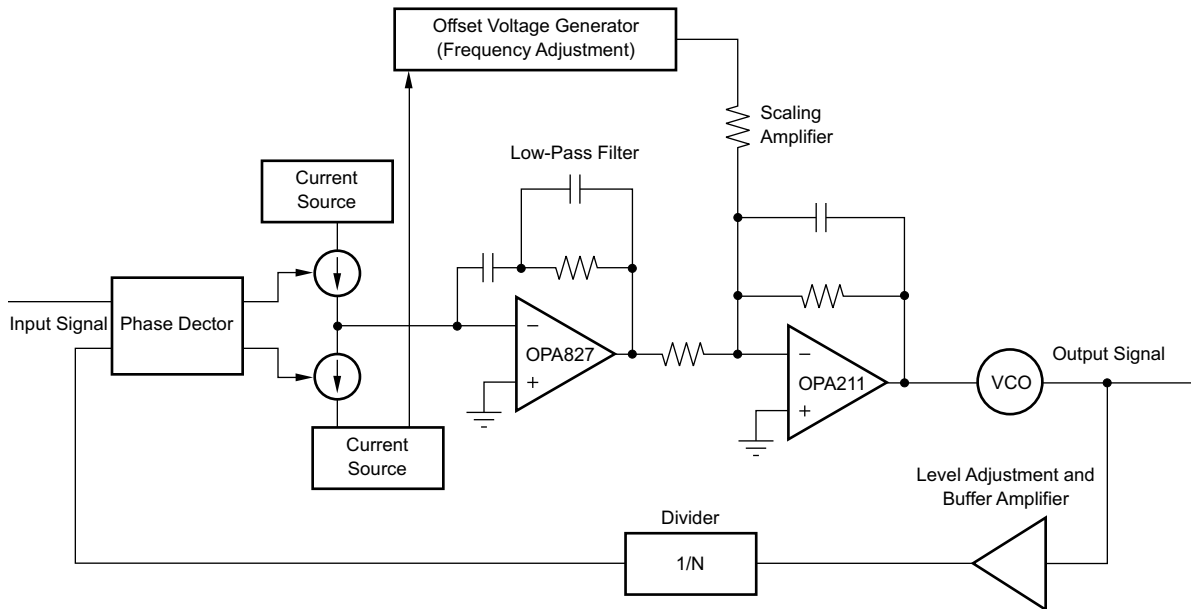 Offset Voltage Generator
(Frequency Adjustment)
Scaling
Amplifier
Low-Pass Filter
Current
Source
Input Signal
Phase Dector
−
OPA827
+
−
OPA211
+
VCO
Output Signal
Current
Source
Level Adjustment and
Buffer Amplifier
Divider
1/N